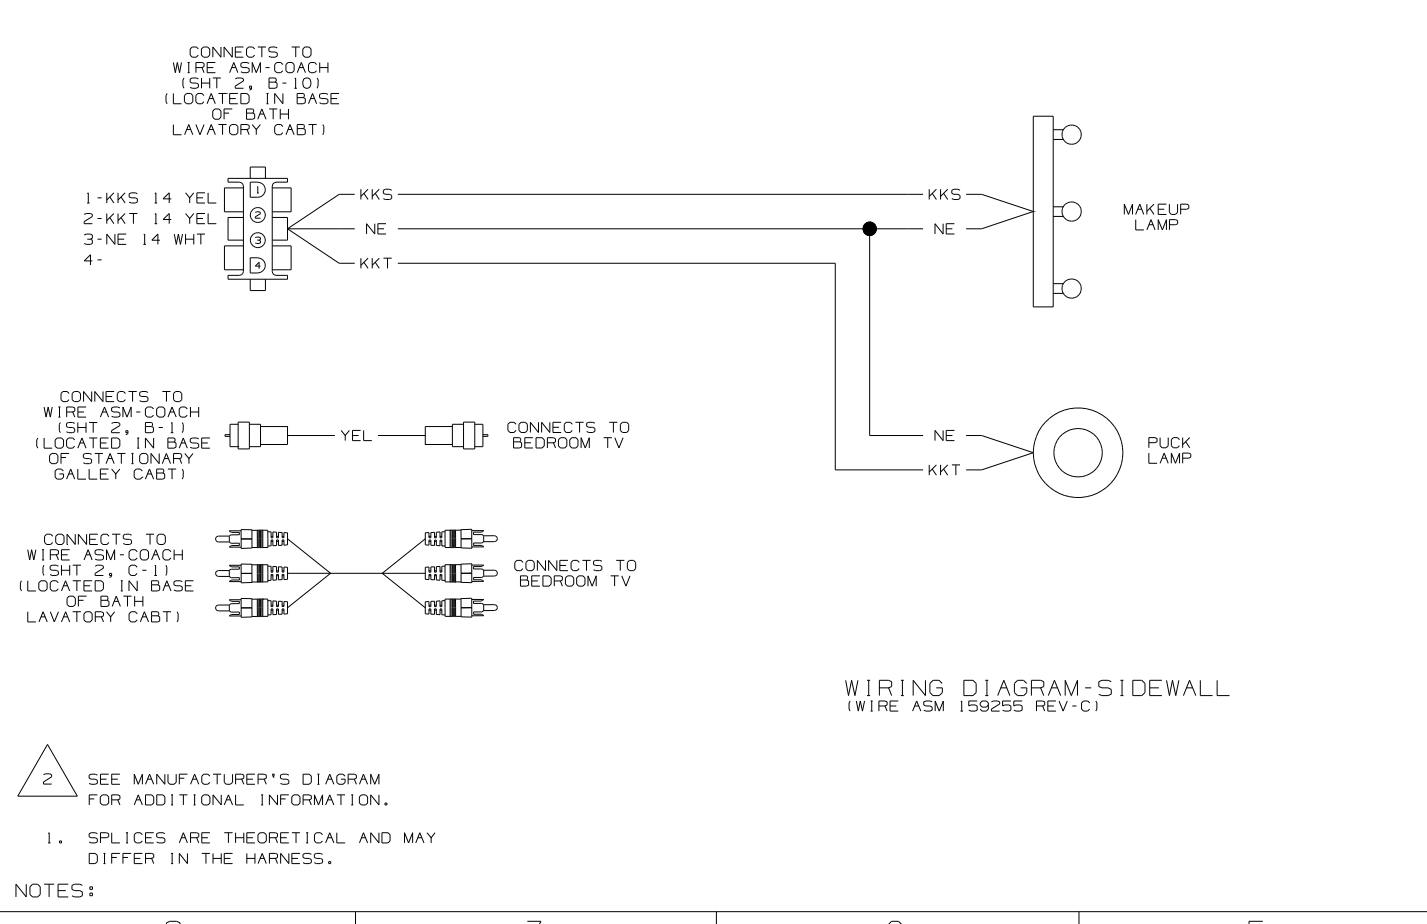 CONNECTS TO
WIRE ASM-COACH
(SHT 2, B-10)
(LOCATED IN BASE
OF BATH
LAVATORY CABT)
1-KKS 14 YEL
2-KKT 14 YEL
3-NE 14 WHT
4-
1
2
3
4
KKS
NE
KKT
KKS
NE
MAKEUP
LAMP
NE
KKT
PUCK
LAMP
CONNECTS TO
WIRE ASM-COACH
(SHT 2, B-1)
(LOCATED IN BASE
OF STATIONARY
GALLEY CABT)
YEL
CONNECTS TO
BEDROOM TV
CONNECTS TO
WIRE ASM-COACH
(SHT 2, C-1)
(LOCATED IN BASE
OF BATH
LAVATORY CABT)
CONNECTS TO
BEDROOM TV
WIRING DIAGRAM-SIDEWALL
(WIRE ASM 159255 REV-C)
2
SEE MANUFACTURER'S DIAGRAM
FOR ADDITIONAL INFORMATION.
1. SPLICES ARE THEORETICAL AND MAY
DIFFER IN THE HARNESS.
NOTES: